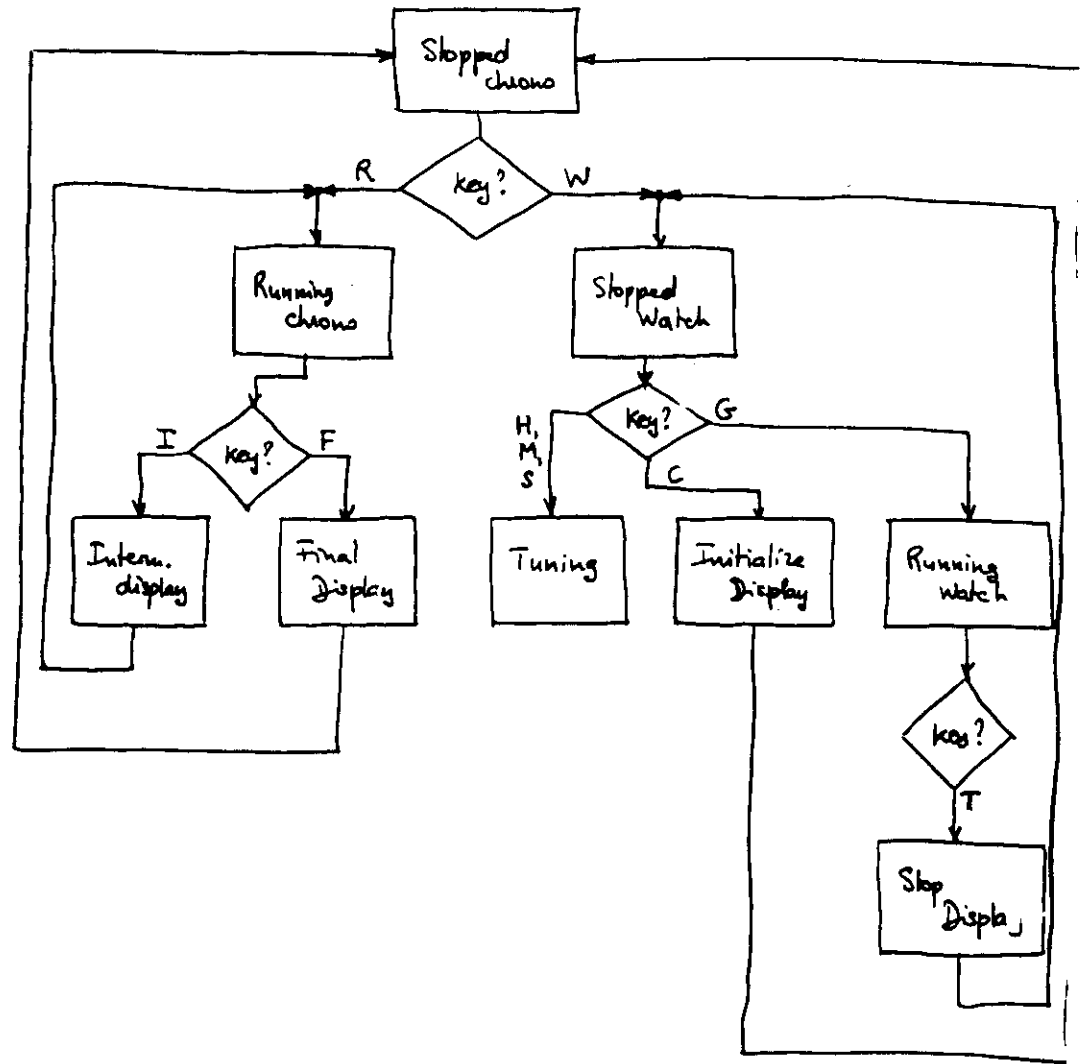 Stopped
chrono
key?
R
W
Running
chrono
Stopped
Watch
key?
I
F
key?
H,
M,
S
C
G
Interm.
display
Final
Display
Tuning
Initialize
Display
Running
watch
key?
T
Stop
Display